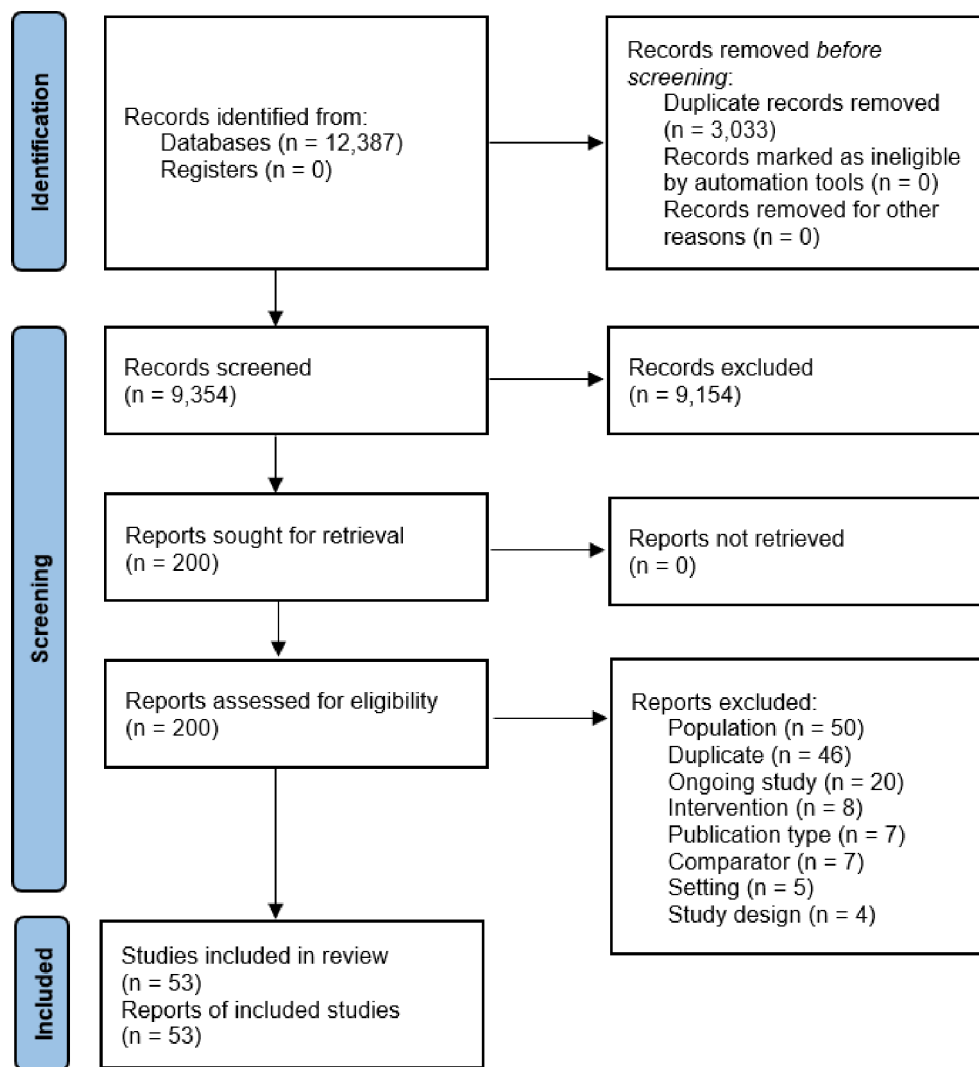 Identification
Records identified from:
Databases (n = 12,387)
Registers (n = 0)
Records removed before
screening:
Duplicate records removed
(n = 3,033)
Records marked as ineligible
by automation tools (n = 0)
Records removed for other
reasons (n = 0)
Screening
Records screened
(n = 9,354)
Records excluded
(n = 9,154)
Reports sought for retrieval
(n = 200)
Reports not retrieved
(n = 0)
Reports assessed for eligibility
(n = 200)
Reports excluded:
Population (n = 50)
Duplicate (n = 46)
Ongoing study (n = 20)
Intervention (n = 8)
Publication type (n = 7)
Comparator (n = 7)
Setting (n = 5)
Study design (n = 4)
Included
Studies included in review
(n = 53)
Reports of included studies
(n = 53)